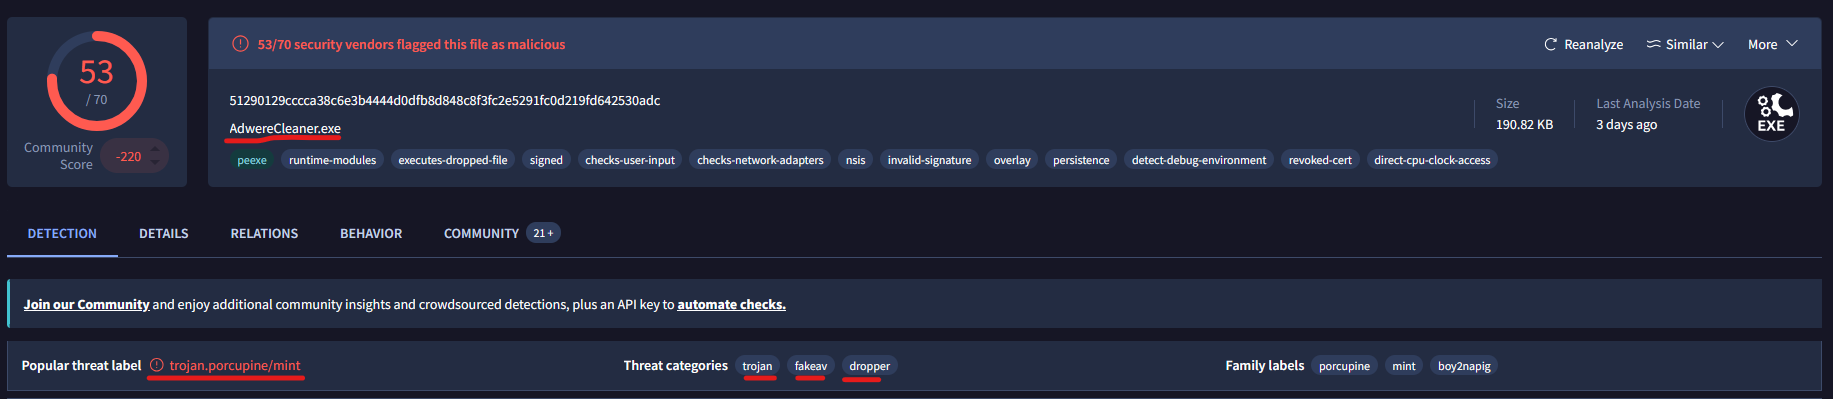 53
/ 70
Community Score
-220
53/70 security vendors flagged this file as malicious
Reanalyze
Similar
More
51290129cccca38c6e3b4444d0dfb8d848c8f3fc2e5291fc0d219fd642530adc
AdwereCleaner.exe
Size
190.82 KB
Last Analysis Date
3 days ago
EXE
peexe runtime-modules executes-dropped-file signed checks-user-input checks-network-adapters nsis invalid-signature overlay persistence detect-debug-environment revoked-cert direct-cpu-clock-access
DETECTION DETAILS RELATIONS BEHAVIOR COMMUNITY 21+
Join our Community and enjoy additional community insights and crowdsourced detections, plus an API key to automate checks.
Popular threat label trojan.porcupine/mint
Threat categories trojan fakeav dropper
Family labels porcupine mint boy2napig